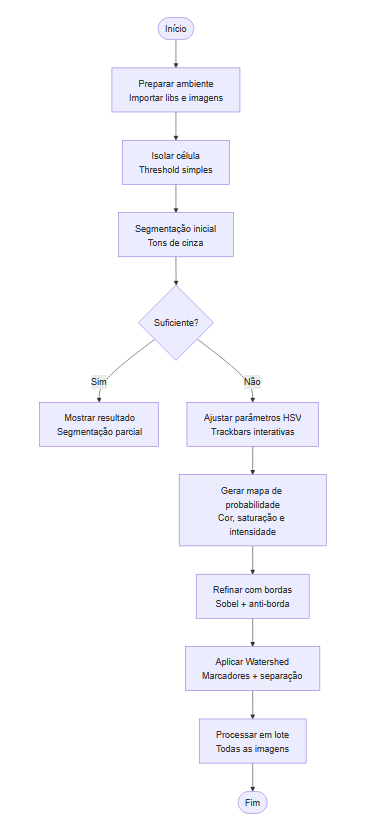 Início
Preparar ambiente
Importar libs e imagens
Isolar célula
Threshold simples
Segmentação inicial
Tons de cinza
Suficiente?
Sim
Não
Mostrar resultado
Segmentação parcial
Ajustar parâmetros HSV
Trackbars interativas
Gerar mapa de
probabilidade
Cor, saturação e
intensidade
Refinar com bordas
Sobel + anti-borda
Aplicar Watershed
Marcadores + separação
Processar em lote
Todas as imagens
Fim